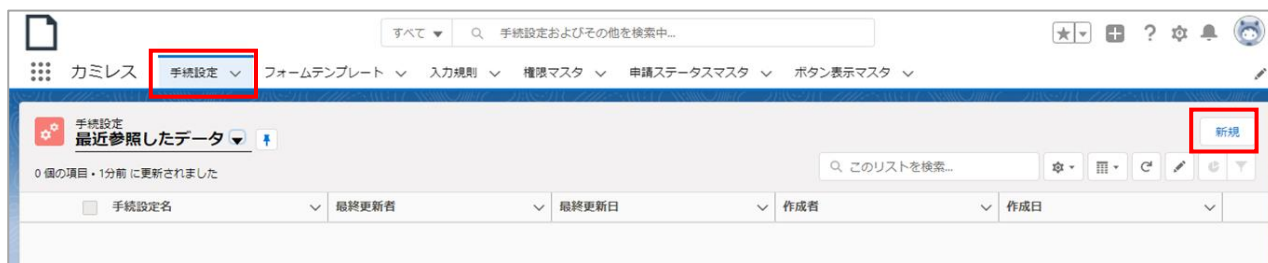 すべて ▼ 手続設定およびその他を検索中...
カミレス 手続設定 フォームテンプレート 入力規則 権限マスタ 申請ステータスマスタ ボタン表示マスタ
手続設定
最近参照したデータ
新規
0 個の項目・1分前 に更新されました
このリストを検索...
手続設定名 最終更新者 最終更新日 作成者 作成日